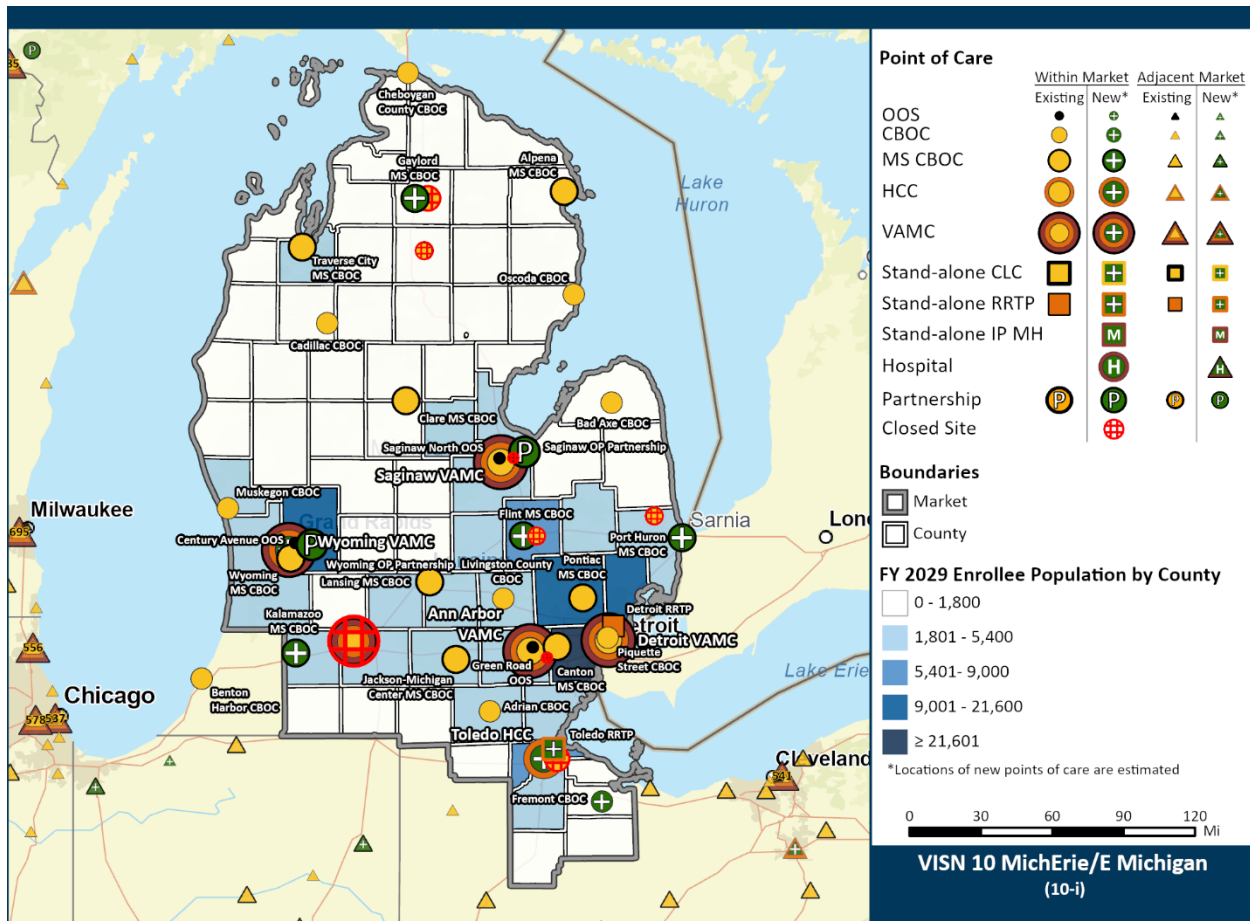 Cheboygan
County CBOC
Gaylord
MS CBOC
Alpena
MS CBOC
Lake
Huron
Traverse City
MS CBOC
Oscoda CBOC
Cadillac CBOC
Clare MS CBOC
Bad Axe CBOC
Saginaw North OOS
Saginaw OP Partnership
Saginaw VAMC
Muskegon CBOC
Milwaukee
695
Grand Rapids
Flint MS CBOC
Sarnia
Century Avenue OOS
P
Wyoming VAMC
Port Huron
MS CBOC
Wyoming OP Partnership
Livingston County
CBOC
Pontiac
MS CBOC
Wyoming
MS CBOC
Lansing MS CBOC
Kalamazoo
MS CBOC
Ann Arbor
VAMC
Detroit RRTP
Detroit VAMC
556
Green Road
OOS
Piquette
Street CBOC
Jackson-Michigan
Center MS CBOC
Canton
MS CBOC
Lake Erie
Benton
Harbor CBOC
Chicago
578
537
Adrian CBOC
Toledo HCC
Toledo RRTP
Cleveland
541
Fremont CBOC
Point of Care
Within Market Adjacent Market
Existing New* Existing New*
OOS
CBOC
MS CBOC
HCC
VAMC
Stand-alone CLC
Stand-alone RRTP
Stand-alone IP MH M M
Hospital H H
Partnership P P P P
Closed Site
Boundaries
Market
County
FY 2029 Enrollee Population by County
0 - 1,800
1,801 - 5,400
5,401- 9,000
9,001 - 21,600
≥ 21,601
*Locations of new points of care are estimated
0 30 60 90 120
Mi
VISN 10 MichErie/E Michigan
(10-i)